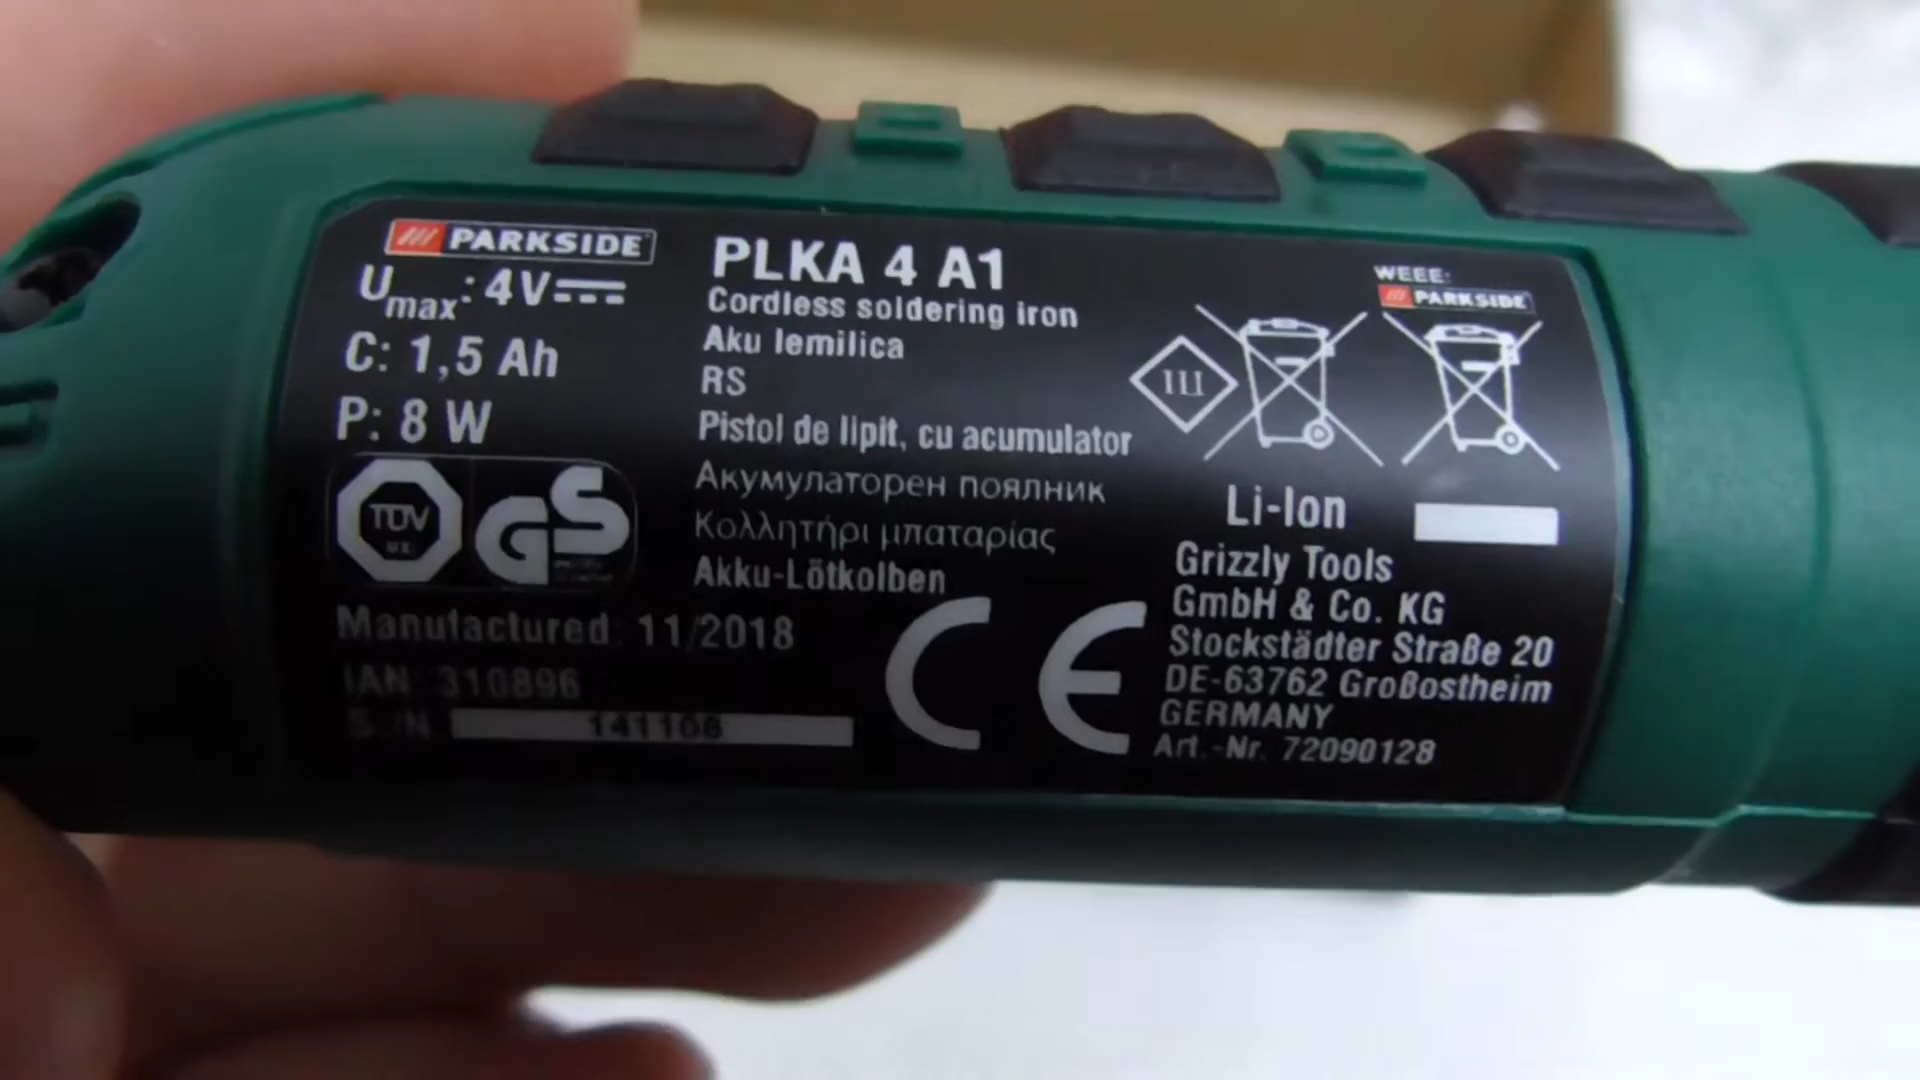 PARKSIDE
Umax: 4V
C: 1,5 Ah
P: 8 W
TÜV
GS
Manufactured: 11/2018
IAN: 310896
S./N
141108
PLKA 4 A1
Cordless soldering iron
Aku lemilica
RS
Pistol de lipit, cu acumulator
Акумулаторен поялник
Κολλητήρι μπαταρίας
Akku-Lötkolben
CE
Ш
WEEE:
PARKSIDE
Li-Ion
Grizzly Tools
GmbH & Co. KG
Stockstädter Straße 20
DE-63762 Großostheim
GERMANY
Art.-Nr. 72090128